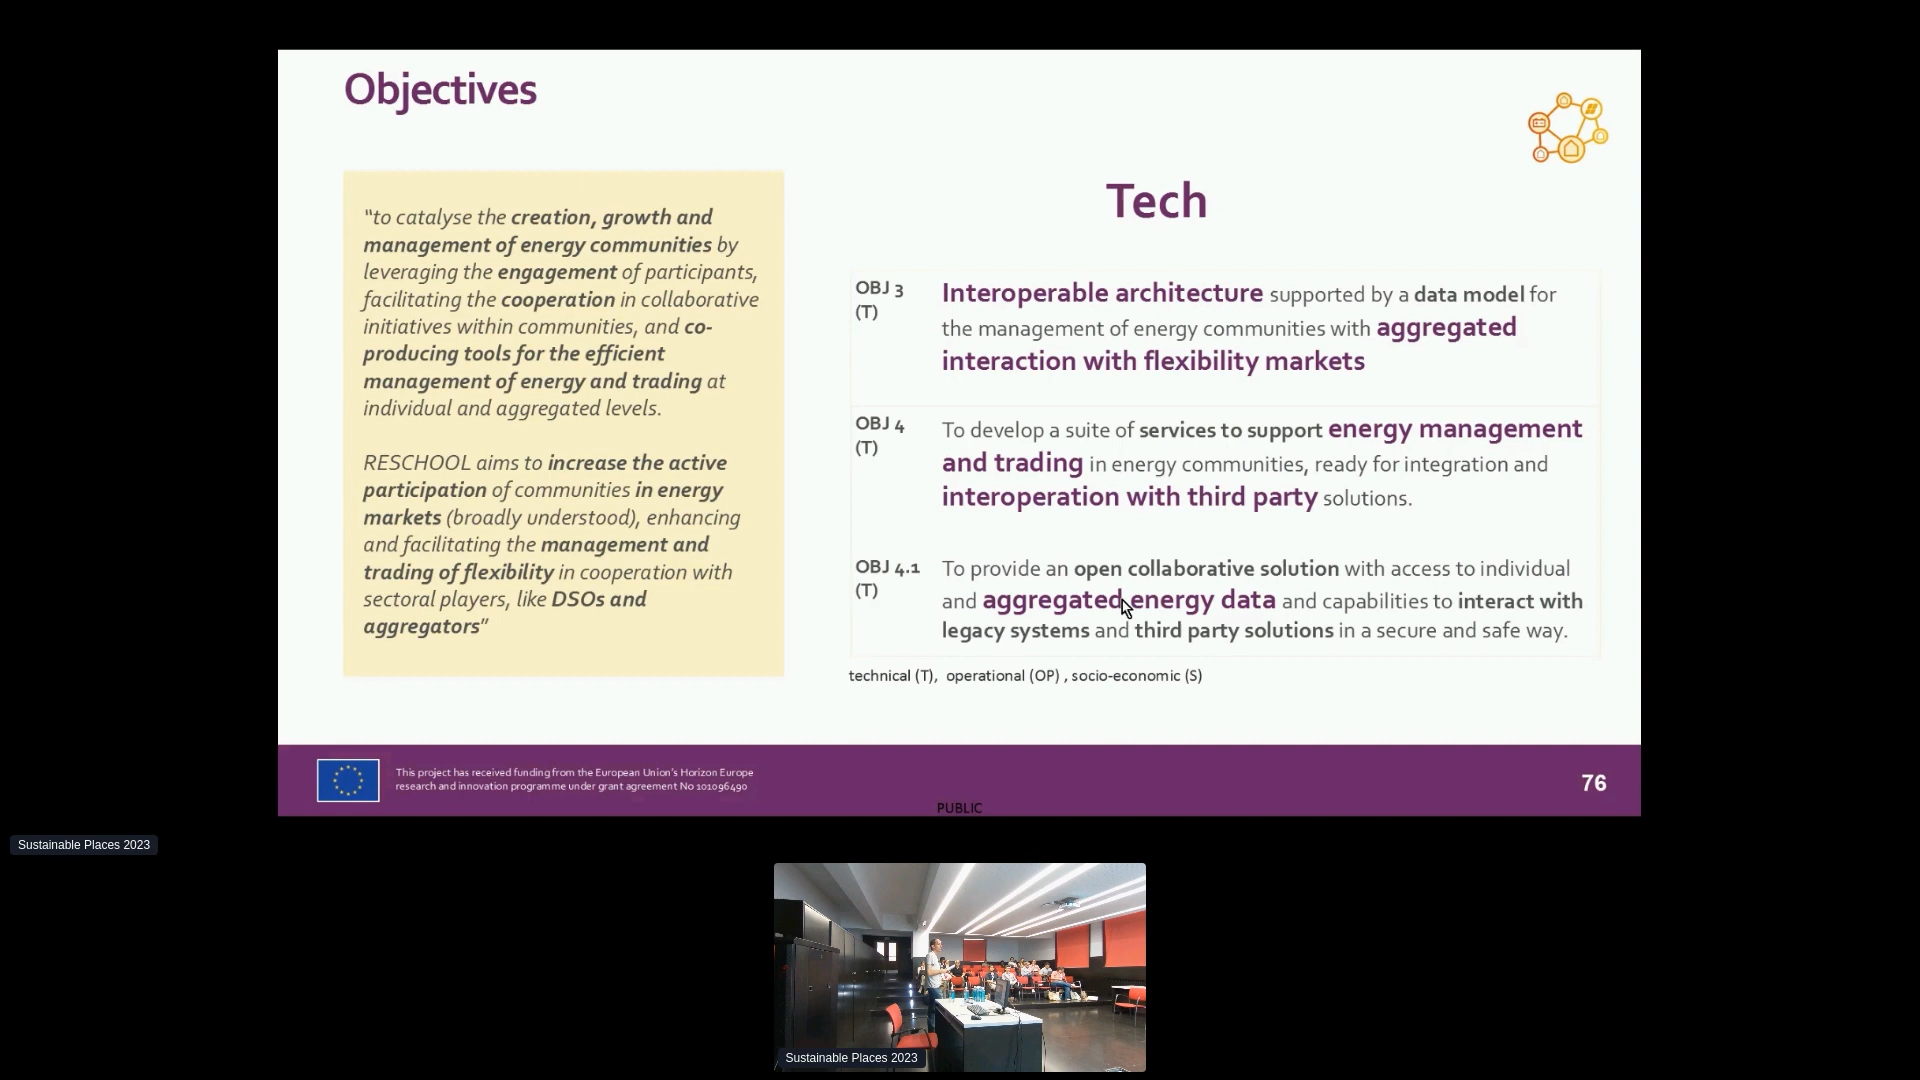 Objectives
“to catalyse the creation, growth and
management of energy communities by
leveraging the engagement of participants,
facilitating the cooperation in collaborative
initiatives within communities, and co-
producing tools for the efficient
management of energy and trading at
individual and aggregated levels.
RESCHOOL aims to increase the active
participation of communities in energy
markets (broadly understood), enhancing
and facilitating the management and
trading of flexibility in cooperation with
sectoral players, like DSOs and
aggregators”
Tech
OBJ 3
(T)
Interoperable architecture supported by a data model for
the management of energy communities with aggregated
interaction with flexibility markets
OBJ 4
(T)
To develop a suite of services to support energy management
and trading in energy communities, ready for integration and
interoperation with third party solutions.
OBJ 4.1
(T)
To provide an open collaborative solution with access to individual
and aggregated energy data and capabilities to interact with
legacy systems and third party solutions in a secure and safe way.
technical (T), operational (OP) , socio-economic (S)
This project has received funding from the European Union's Horizon Europe
research and innovation programme under grant agreement No 101096490
76
PUBLIC
Sustainable Places 2023
Sustainable Places 2023